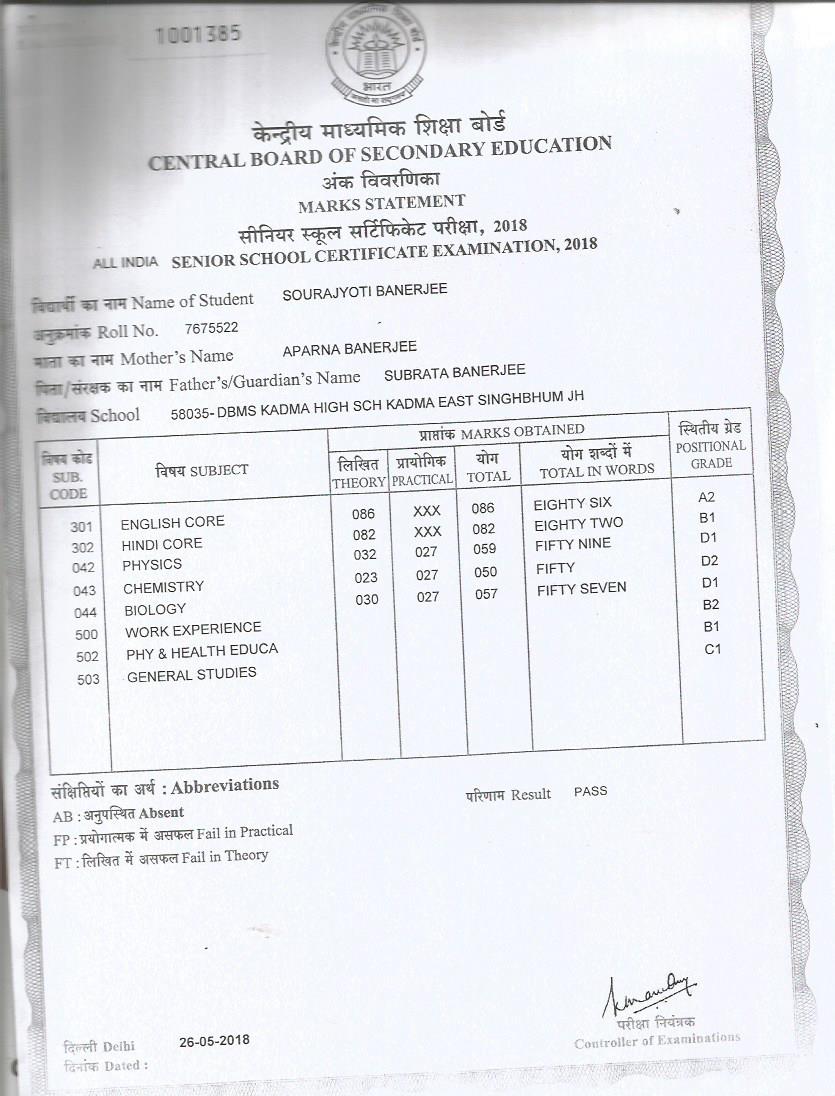 1001385
भारत
केन्द्रीय माध्यमिक शिक्षा बोर्ड
CENTRAL BOARD OF SECONDARY EDUCATION
अंक विवरणिका
MARKS STATEMENT
सीनियर स्कूल सर्टिफिकेट परीक्षा, 2018
ALL INDIA SENIOR SCHOOL CERTIFICATE EXAMINATION, 2018
विद्यार्थी का नाम Name of Student SOURAJYOTI BANERJEE
अनुक्रमांक Roll No. 7675522
माता का नाम Mother's Name APARNA BANERJEE
पिता/संरक्षक का नाम Father's/Guardian's Name SUBRATA BANERJEE
विद्यालय School 58035- DBMS KADMA HIGH SCH KADMA EAST SINGHBHUM JH
विषय कोड SUB. CODE विषय SUBJECT प्राप्तांक MARKS OBTAINED स्थितीय ग्रेड POSITIONAL GRADE
लिखित THEORY प्रायोगिक PRACTICAL योग TOTAL योग शब्दों में TOTAL IN WORDS
301 ENGLISH CORE 086 XXX 086 EIGHTY SIX A2
302 HINDI CORE 082 XXX 082 EIGHTY TWO B1
042 PHYSICS 032 027 059 FIFTY NINE D1
043 CHEMISTRY 023 027 050 FIFTY D2
044 BIOLOGY 030 027 057 FIFTY SEVEN D1
500 WORK EXPERIENCE B2
502 PHY & HEALTH EDUCA B1
503 GENERAL STUDIES C1
संक्षिप्तियों का अर्थ : Abbreviations
परिणाम Result PASS
AB : अनुपस्थित Absent
FP : प्रयोगात्मक में असफल Fail in Practical
FT : लिखित में असफल Fail in Theory
परीक्षा नियंत्रक
Controller of Examinations
दिल्ली Delhi 26-05-2018
दिनांक Dated :